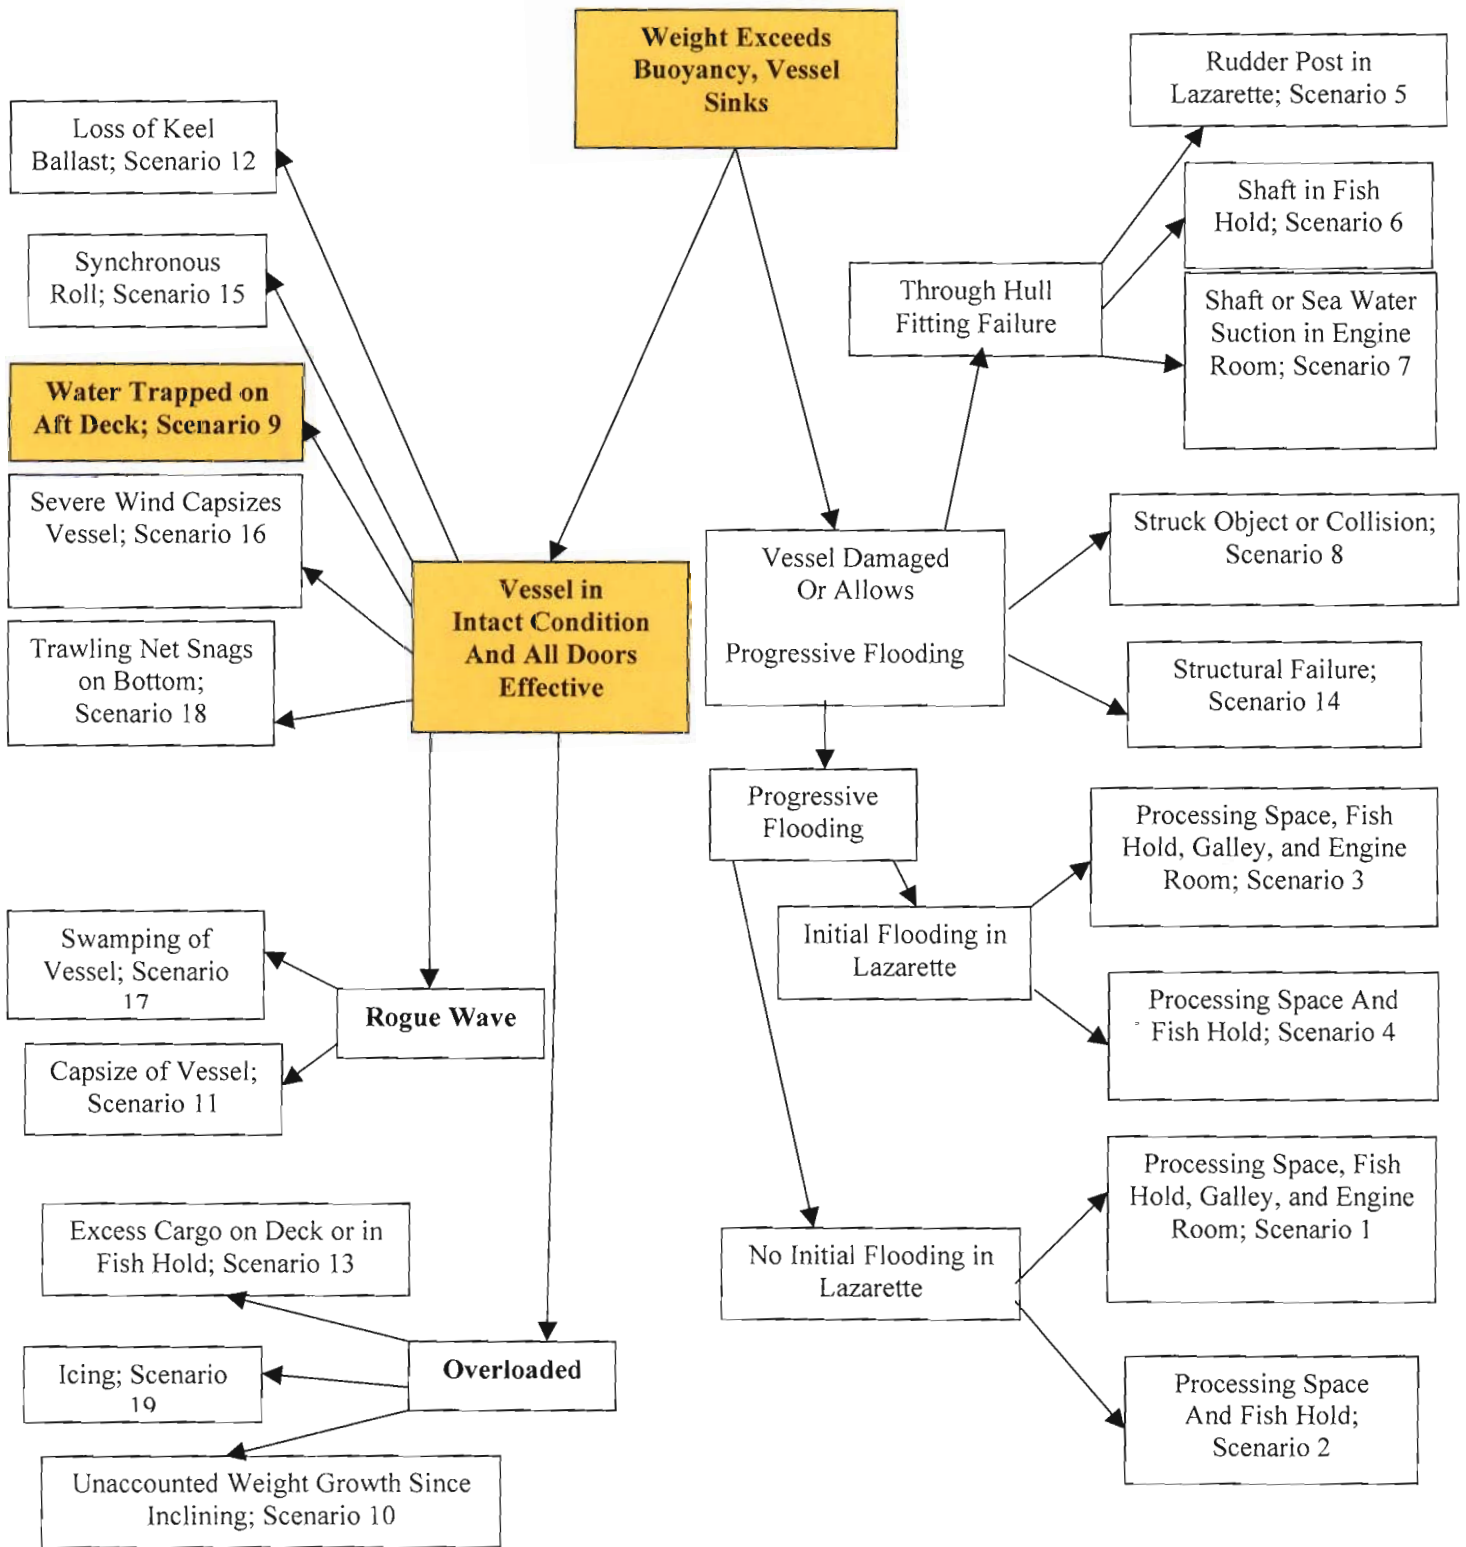 Weight Exceeds
Buoyancy, Vessel
Sinks
Rudder Post in
Lazarette; Scenario 5
Loss of Keel
Ballast; Scenario 12
Shaft in Fish
Hold; Scenario 6
Synchronous
Roll; Scenario 15
Through Hull
Fitting Failure
Shaft or Sea Water
Suction in Engine
Room; Scenario 7
Water Trapped on
Aft Deck; Scenario 9
Severe Wind Capsizes
Vessel; Scenario 16
Struck Object or Collision;
Scenario 8
Vessel in
Intact Condition
And All Doors
Effective
Vessel Damaged
Or Allows
Progressive Flooding
Trawling Net Snags
on Bottom;
Scenario 18
Structural Failure;
Scenario 14
Progressive
Flooding
Processing Space, Fish
Hold, Galley, and Engine
Room; Scenario 3
Initial Flooding in
Lazarette
Swamping of
Vessel; Scenario
17
Rogue Wave
Processing Space And
Fish Hold; Scenario 4
Capsize of Vessel;
Scenario 11
Processing Space, Fish
Hold, Galley, and Engine
Room; Scenario 1
Excess Cargo on Deck or in
Fish Hold; Scenario 13
No Initial Flooding in
Lazarette
Icing; Scenario
19
Overloaded
Processing Space
And Fish Hold;
Scenario 2
Unaccounted Weight Growth Since
Inclining; Scenario 10